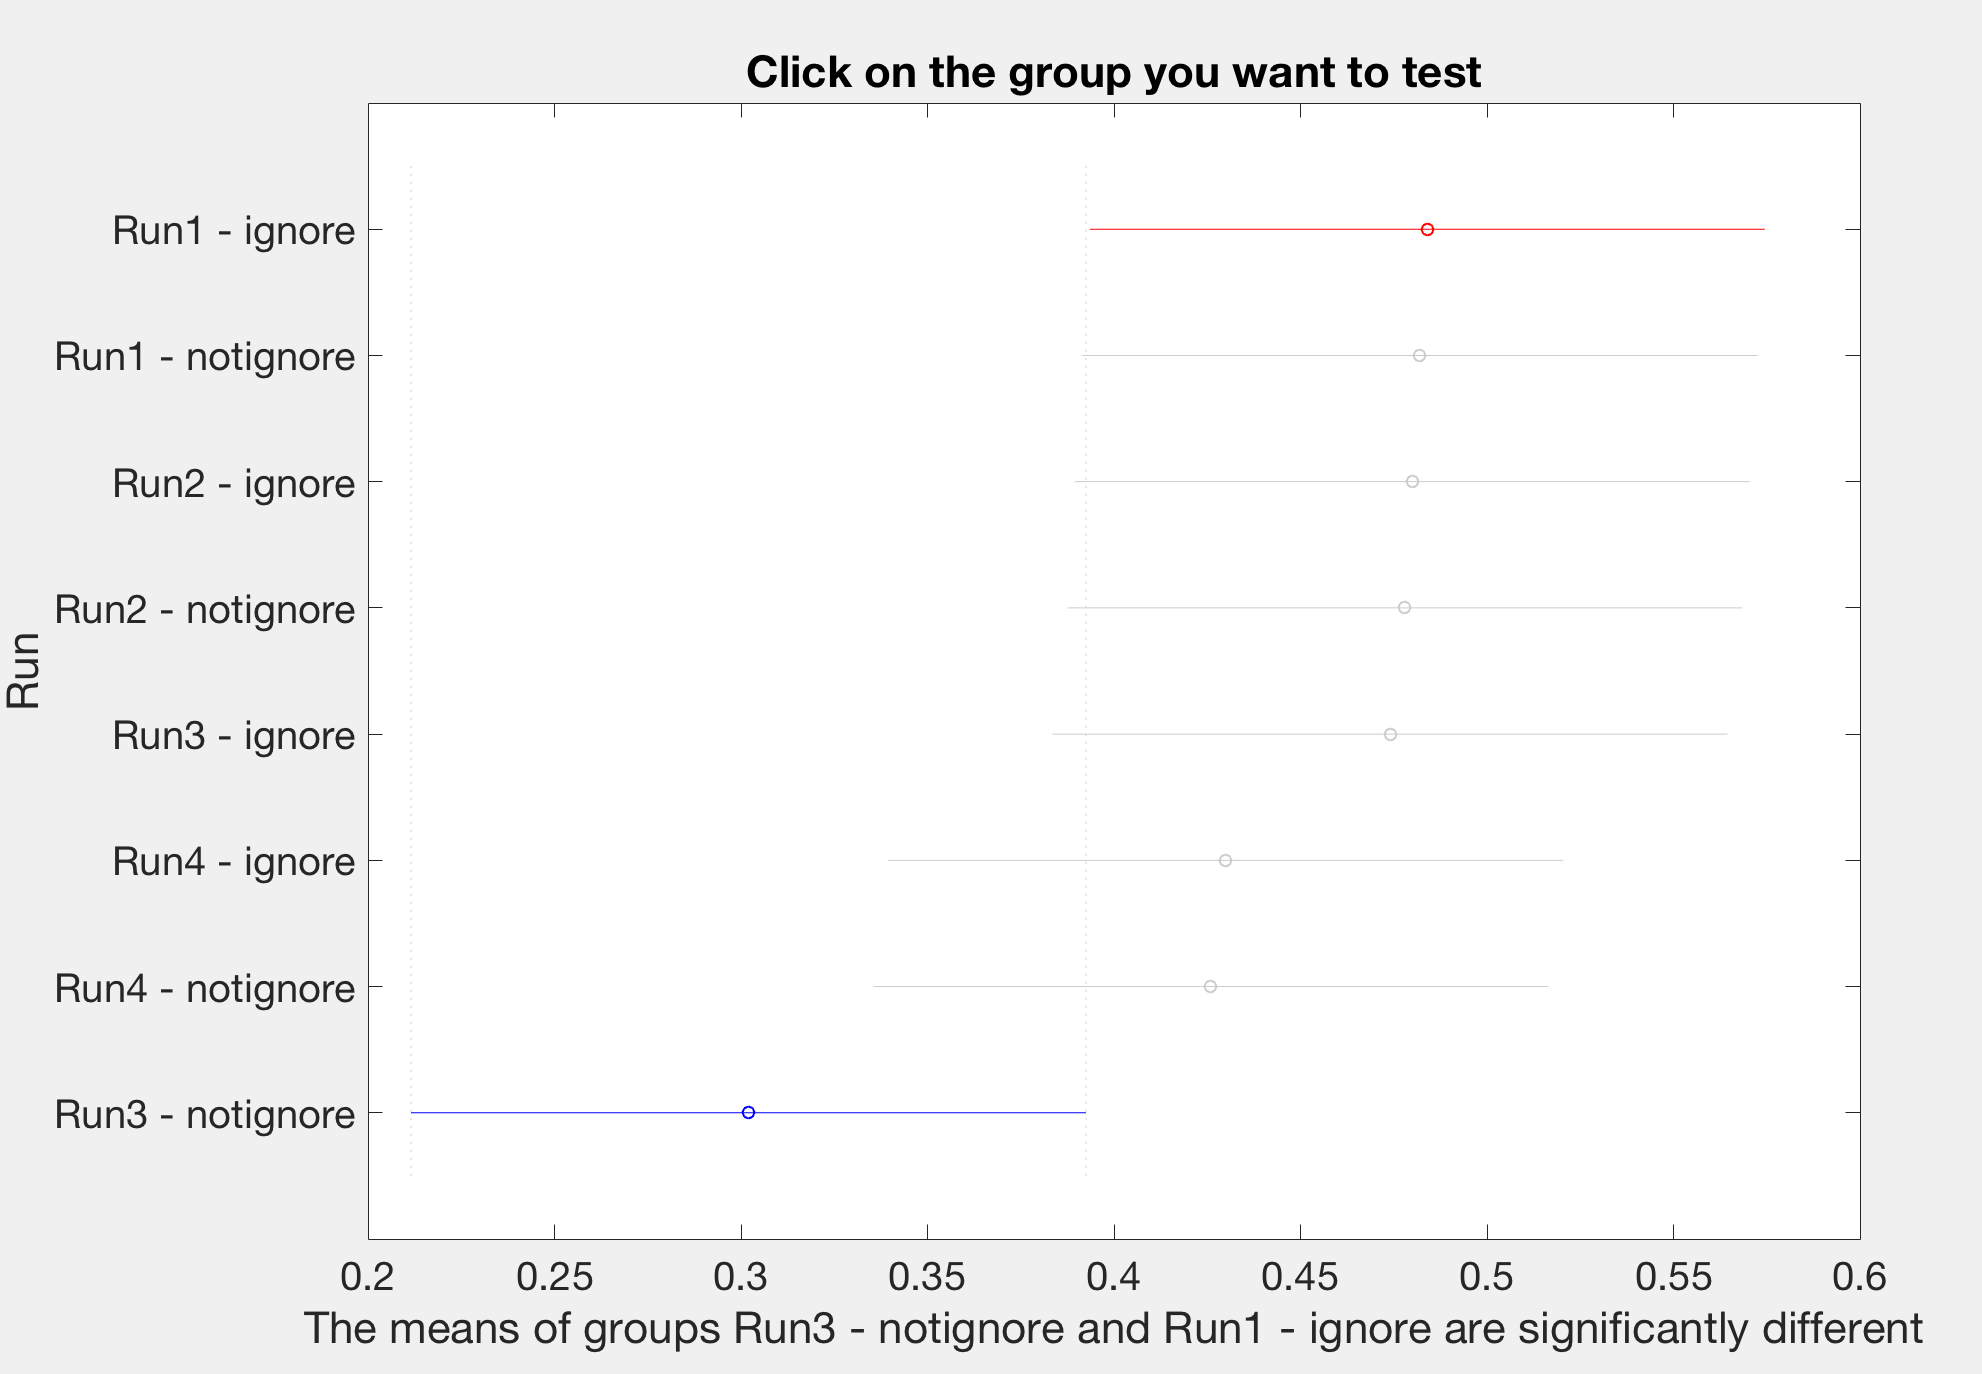 Click on the group you want to test
Run1 - ignore
Run1 - notignore
Run2 - ignore
Run2 - notignore
Run3 - ignore
Run4 - ignore
Run4 - notignore
Run3 - notignore
Run
0.2 0.25 0.3 0.35 0.4 0.45 0.5 0.55 0.6
The means of groups Run3 - notignore and Run1 - ignore are significantly different